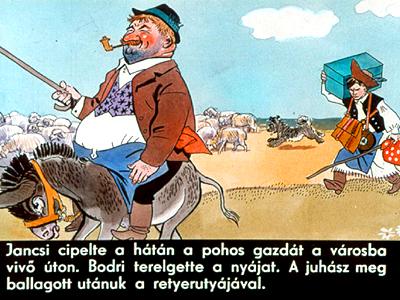 Jancsi cipelte a hátán a pohos gazdát a városba
vivő úton. Bodri terelgette a nyájat. A juhász meg
ballagott utánuk a retyerutyájával.